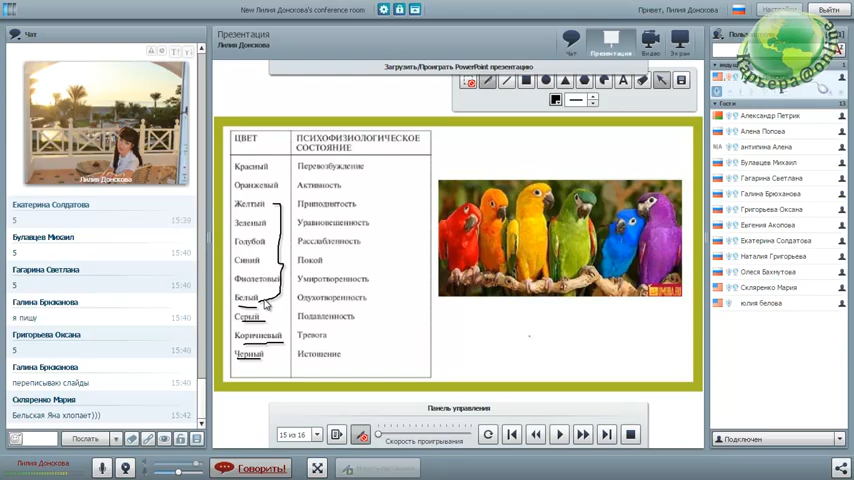 New Лилия Донскова's conference room
Привет, Лилия Донскова
Настройки
Выйти
Чат
Лилия Донскова
Екатерина Солдатова
5 15:39
Булавцев Михаил
5 15:40
Гагарина Светлана
5 15:40
Галина Брюканова
я пишу 15:40
Григорьева Оксана
5 15:40
Галина Брюканова
переписываю слайды 15:40
Скляренко Мария
Бельская Яна хлопает))) 15:42
Послать
Лилия Донскова
Говорить!
Презентация
Лилия Донскова
Чат
Презентация
Видео
Экран
Загрузить/Проиграть PowerPoint презентацию
ЦВЕТ ПСИХОФИЗИОЛОГИЧЕСКОЕ
СОСТОЯНИЕ
Красный Перевозбуждение
Оранжевый Активность
Желтый Приподнятость
Зеленый Уравновешенность
Голубой Расслабленность
Синий Покой
Фиолетовый Умиротворенность
Белый Одухотворенность
Серый Подавленность
Коричневый Тревога
Черный Истощение
Панель управления
15 из 16
Скорость проигрывания
карьера@online
Гости
Александр Петрик
Алена Попова
NA антипина Алена
Булавцев Михаил
Гагарина Светлана
Галина Брюханова
Григорьева Оксана
Евгения Акопова
Екатерина Солдатова
Наталия Григорьева
Олеся Бахмутова
Скляренко Мария
юлия белова
Подключен